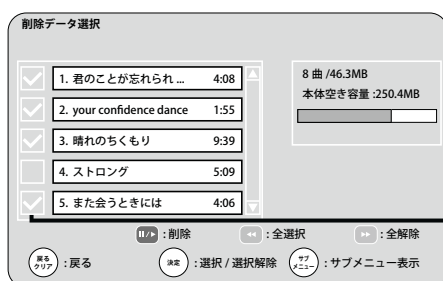 削除データ選択
8 曲 /46.3MB
本体空き容量 :250.4MB
1. 君のことが忘れられ ... 4:08
2. your confidence dance 1:55
3. 晴れのちくもり 9:39
4. ストロング 5:09
5. また会うときには 4:06
:削除 :全選択 :全解除
戻る
クリア :戻る 決定 :選択 / 選択解除 サブ
メニュー :サブメニュー表示